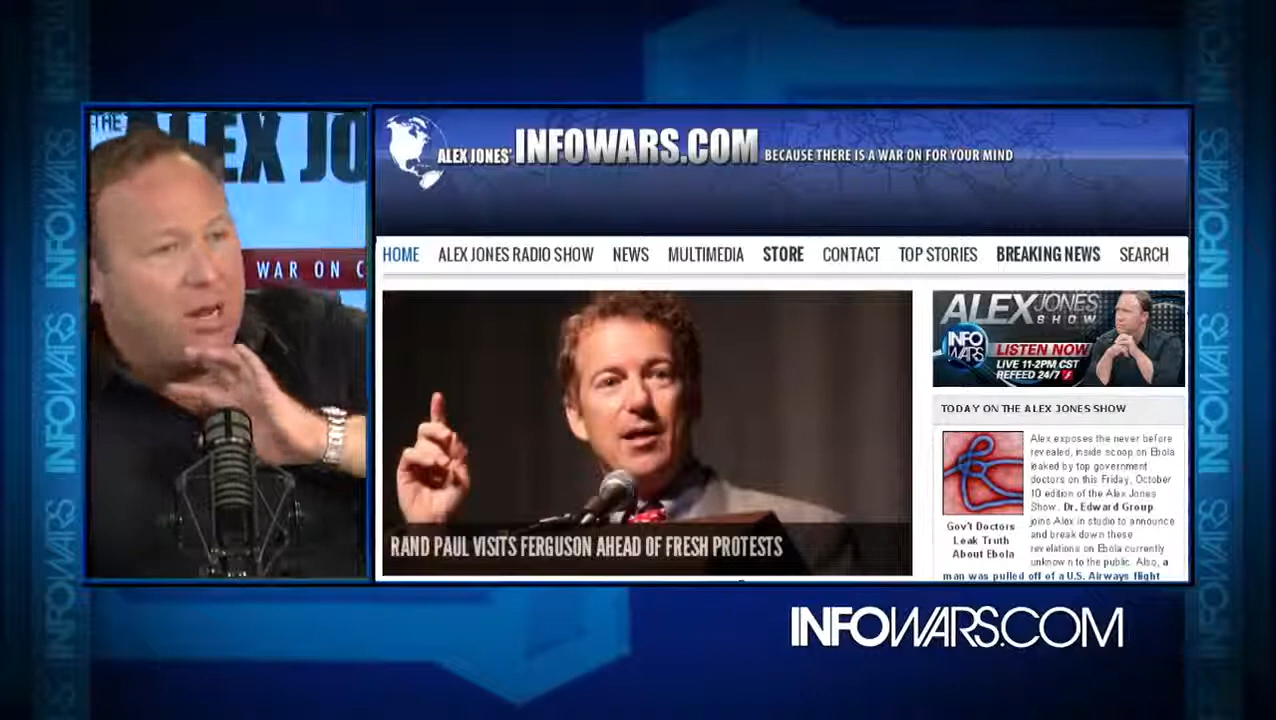 THE
ALEX JO
WAR ON
INFOWARS
INFOWARS
INFOWARS
ALEX JONES' INFOWARS.COM BECAUSE THERE IS A WAR ON FOR YOUR MIND
HOME ALEX JONES RADIO SHOW NEWS MULTIMEDIA STORE CONTACT TOP STORIES BREAKING NEWS SEARCH
RAND PAUL VISITS FERGUSON AHEAD OF FRESH PROTESTS
ALEX JONES
SHOW
INFO
WARS
LISTEN NOW
LIVE 11-2PM CST
REFEED 24/7
TODAY ON THE ALEX JONES SHOW
Gov't Doctors
Leak Truth
About Ebola
Alex exposes the never before
revealed, inside scoop on Ebola
leaked by top government
doctors on this Friday, October
10 edition of the Alex Jones
Show. Dr. Edward Group
joins Alex in studio to announce
and break down these
revelations on Ebola currently
unknown to the public. Also, a
man was pulled off of a U.S. Airways flight
INFOWARS
INFOWARS
INFOWARS
INFOWARS.COM